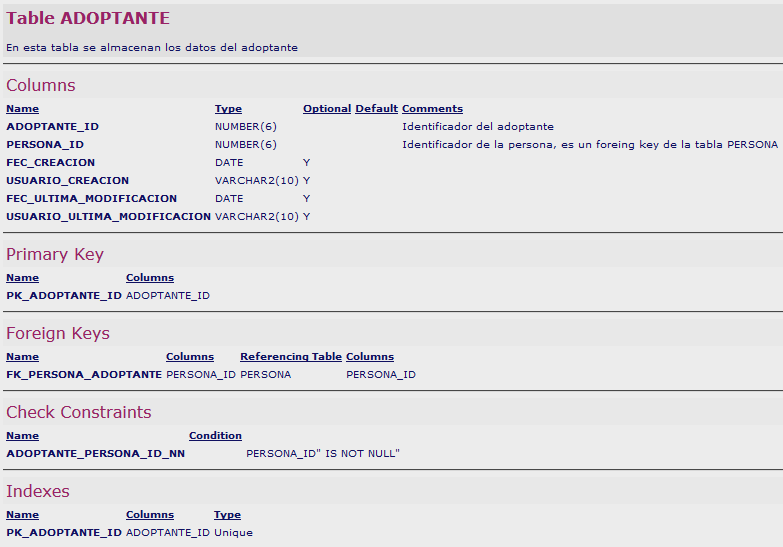 Table ADOPTANTE
En esta tabla se almacenan los datos del adoptante
Columns
Name Type Optional Default Comments
ADOPTANTE_ID NUMBER(6) Identificador del adoptante
PERSONA_ID NUMBER(6) Identificador de la persona, es un foreing key de la tabla PERSONA
FEC_CREACION DATE Y
USUARIO_CREACION VARCHAR2(10) Y
FEC_ULTIMA_MODIFICACION DATE Y
USUARIO_ULTIMA_MODIFICACION VARCHAR2(10) Y
Primary Key
Name Columns
PK_ADOPTANTE_ID ADOPTANTE_ID
Foreign Keys
Name Columns Referencing Table Columns
FK_PERSONA_ADOPTANTE PERSONA_ID PERSONA PERSONA_ID
Check Constraints
Name Condition
ADOPTANTE_PERSONA_ID_NN PERSONA_ID" IS NOT NULL"
Indexes
Name Columns Type
PK_ADOPTANTE_ID ADOPTANTE_ID Unique